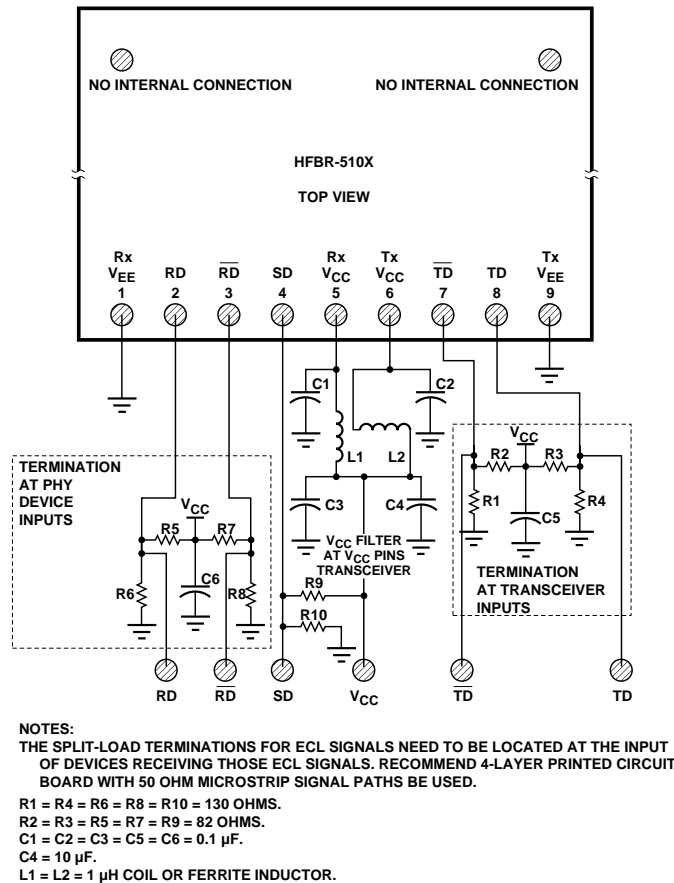 NO INTERNAL CONNECTION NO INTERNAL CONNECTION
HFBR-510X
TOP VIEW
Rx Rx Tx Tx
VEE RD R̅D̅ SD VCC VCC T̅D̅ TD VEE
1 2 3 4 5 6 7 8 9
C1 C2
L1 L2
TERMINATION
AT PHY
DEVICE
INPUTS
VCC
R5 R7
R6 C6 R8
C3 C4
VCC FILTER
AT VCC PINS
TRANSCEIVER
R9
R10
VCC
R2 R3
R1 C5 R4
TERMINATION
AT TRANSCEIVER
INPUTS
RD R̅D̅ SD VCC T̅D̅ TD
NOTES:
THE SPLIT-LOAD TERMINATIONS FOR ECL SIGNALS NEED TO BE LOCATED AT THE INPUT
OF DEVICES RECEIVING THOSE ECL SIGNALS. RECOMMEND 4-LAYER PRINTED CIRCUIT
BOARD WITH 50 OHM MICROSTRIP SIGNAL PATHS BE USED.
R1 = R4 = R6 = R8 = R10 = 130 OHMS.
R2 = R3 = R5 = R7 = R9 = 82 OHMS.
C1 = C2 = C3 = C5 = C6 = 0.1 µF.
C4 = 10 µF.
L1 = L2 = 1 µH COIL OR FERRITE INDUCTOR.